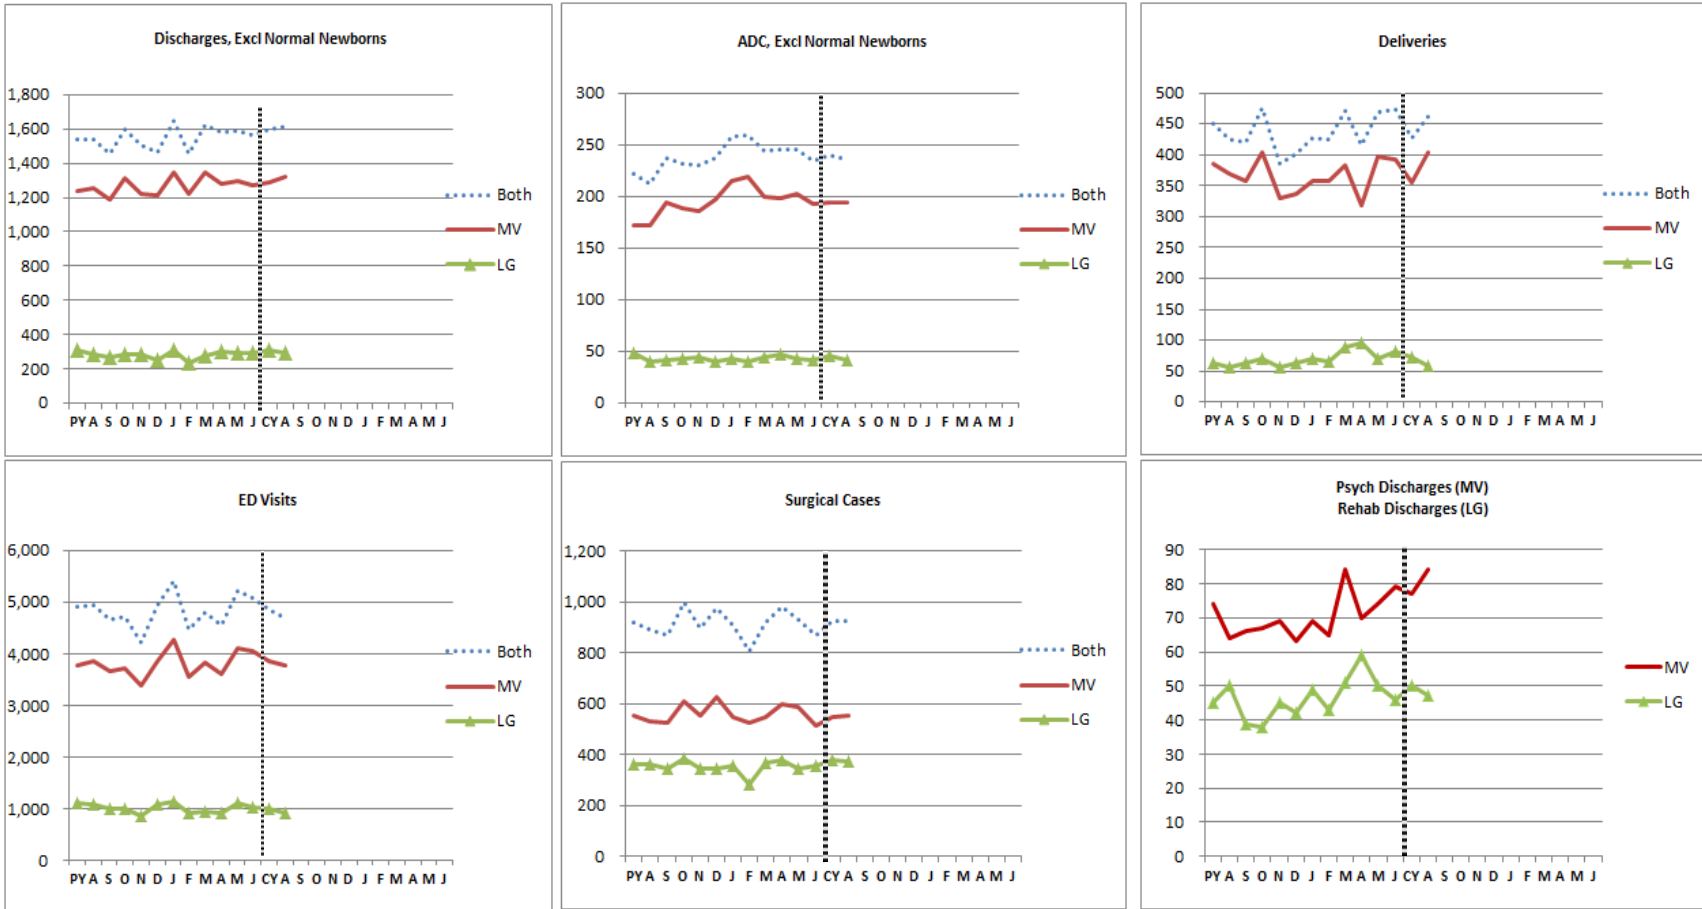 Discharges, Excl Normal Newborns
1,800
1,600
1,400
1,200
1,000
800
600
400
200
0
PY A S O N D J F M A M J CY A S O N D J F M A M J
Both
MV
LG
ADC, Excl Normal Newborns
300
250
200
150
100
50
0
PY A S O N D J F M A M J CY A S O N D J F M A M J
Both
MV
LG
Deliveries
500
450
400
350
300
250
200
150
100
50
0
PY A S O N D J F M A M J CY A S O N D J F M A M J
Both
MV
LG
ED Visits
6,000
5,000
4,000
3,000
2,000
1,000
0
PY A S O N D J F M A M J CY A S O N D J F M A M J
Both
MV
LG
Surgical Cases
1,200
1,000
800
600
400
200
0
PY A S O N D J F M A M J CY A S O N D J F M A M J
Both
MV
LG
Psych Discharges (MV)
Rehab Discharges (LG)
90
80
70
60
50
40
30
20
10
0
PY A S O N D J F M A M J CY A S O N D J F M A M J
MV
LG